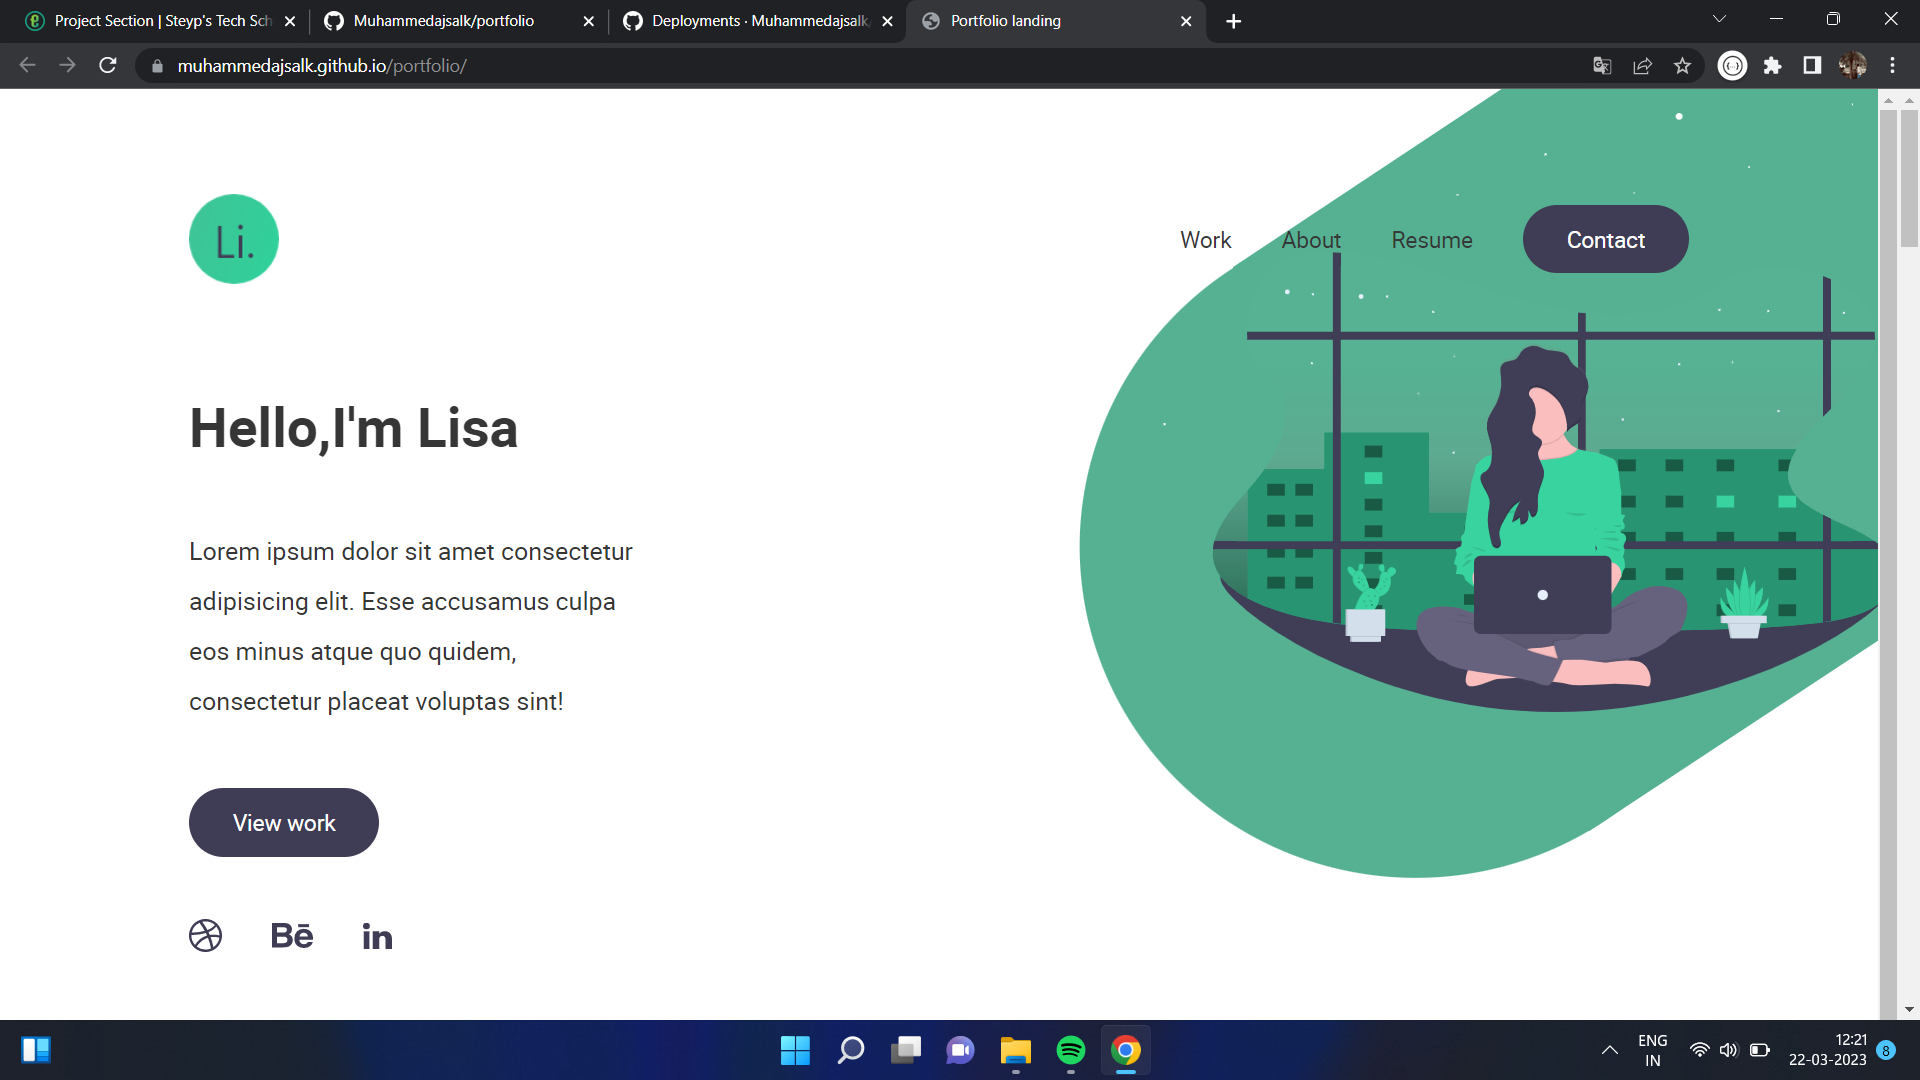 Project Section | Steyp's Tech Sch
Muhammedajsalk/portfolio
Deployments · Muhammedajsalk/
Portfolio landing
muhammedajsalk.github.io/portfolio/
Li.
Work
About
Resume
Contact
Hello,I'm Lisa
Lorem ipsum dolor sit amet consectetur
adipisicing elit. Esse accusamus culpa
eos minus atque quo quidem,
consectetur placeat voluptas sint!
View work
Bē
in
ENG
IN
12:21
22-03-2023
8